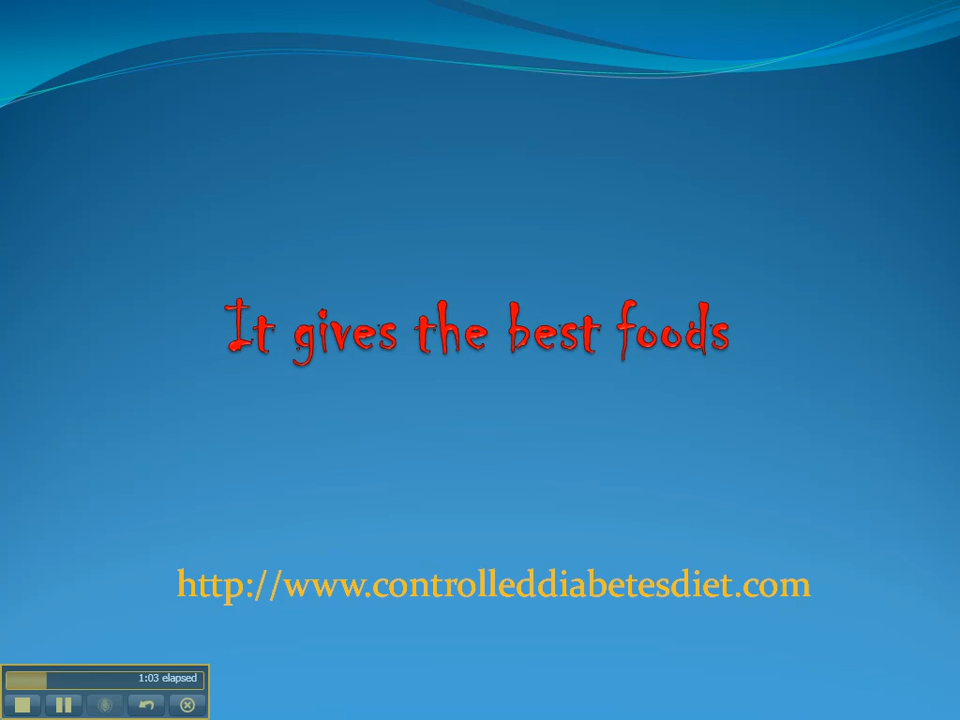 It gives the best foods
http://www.controlleddiabetesdiet.com
1:03 elapsed